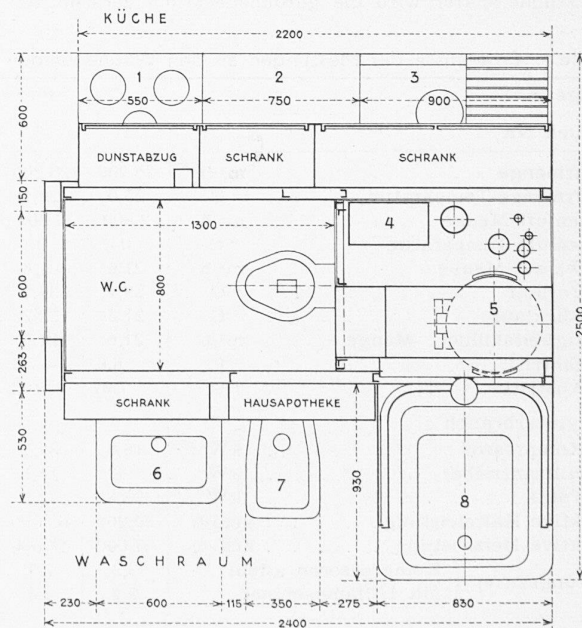 KÜCHE
2200
1 2 3
550 750 900
600
DUNSTABZUG SCHRANK SCHRANK
150
1300
4
800
W.C.
600
5
2500
263
SCHRANK HAUSAPOTHEKE
530
6 7 8
930
WASCHRAUM
230 600 115 350 275 830
2400